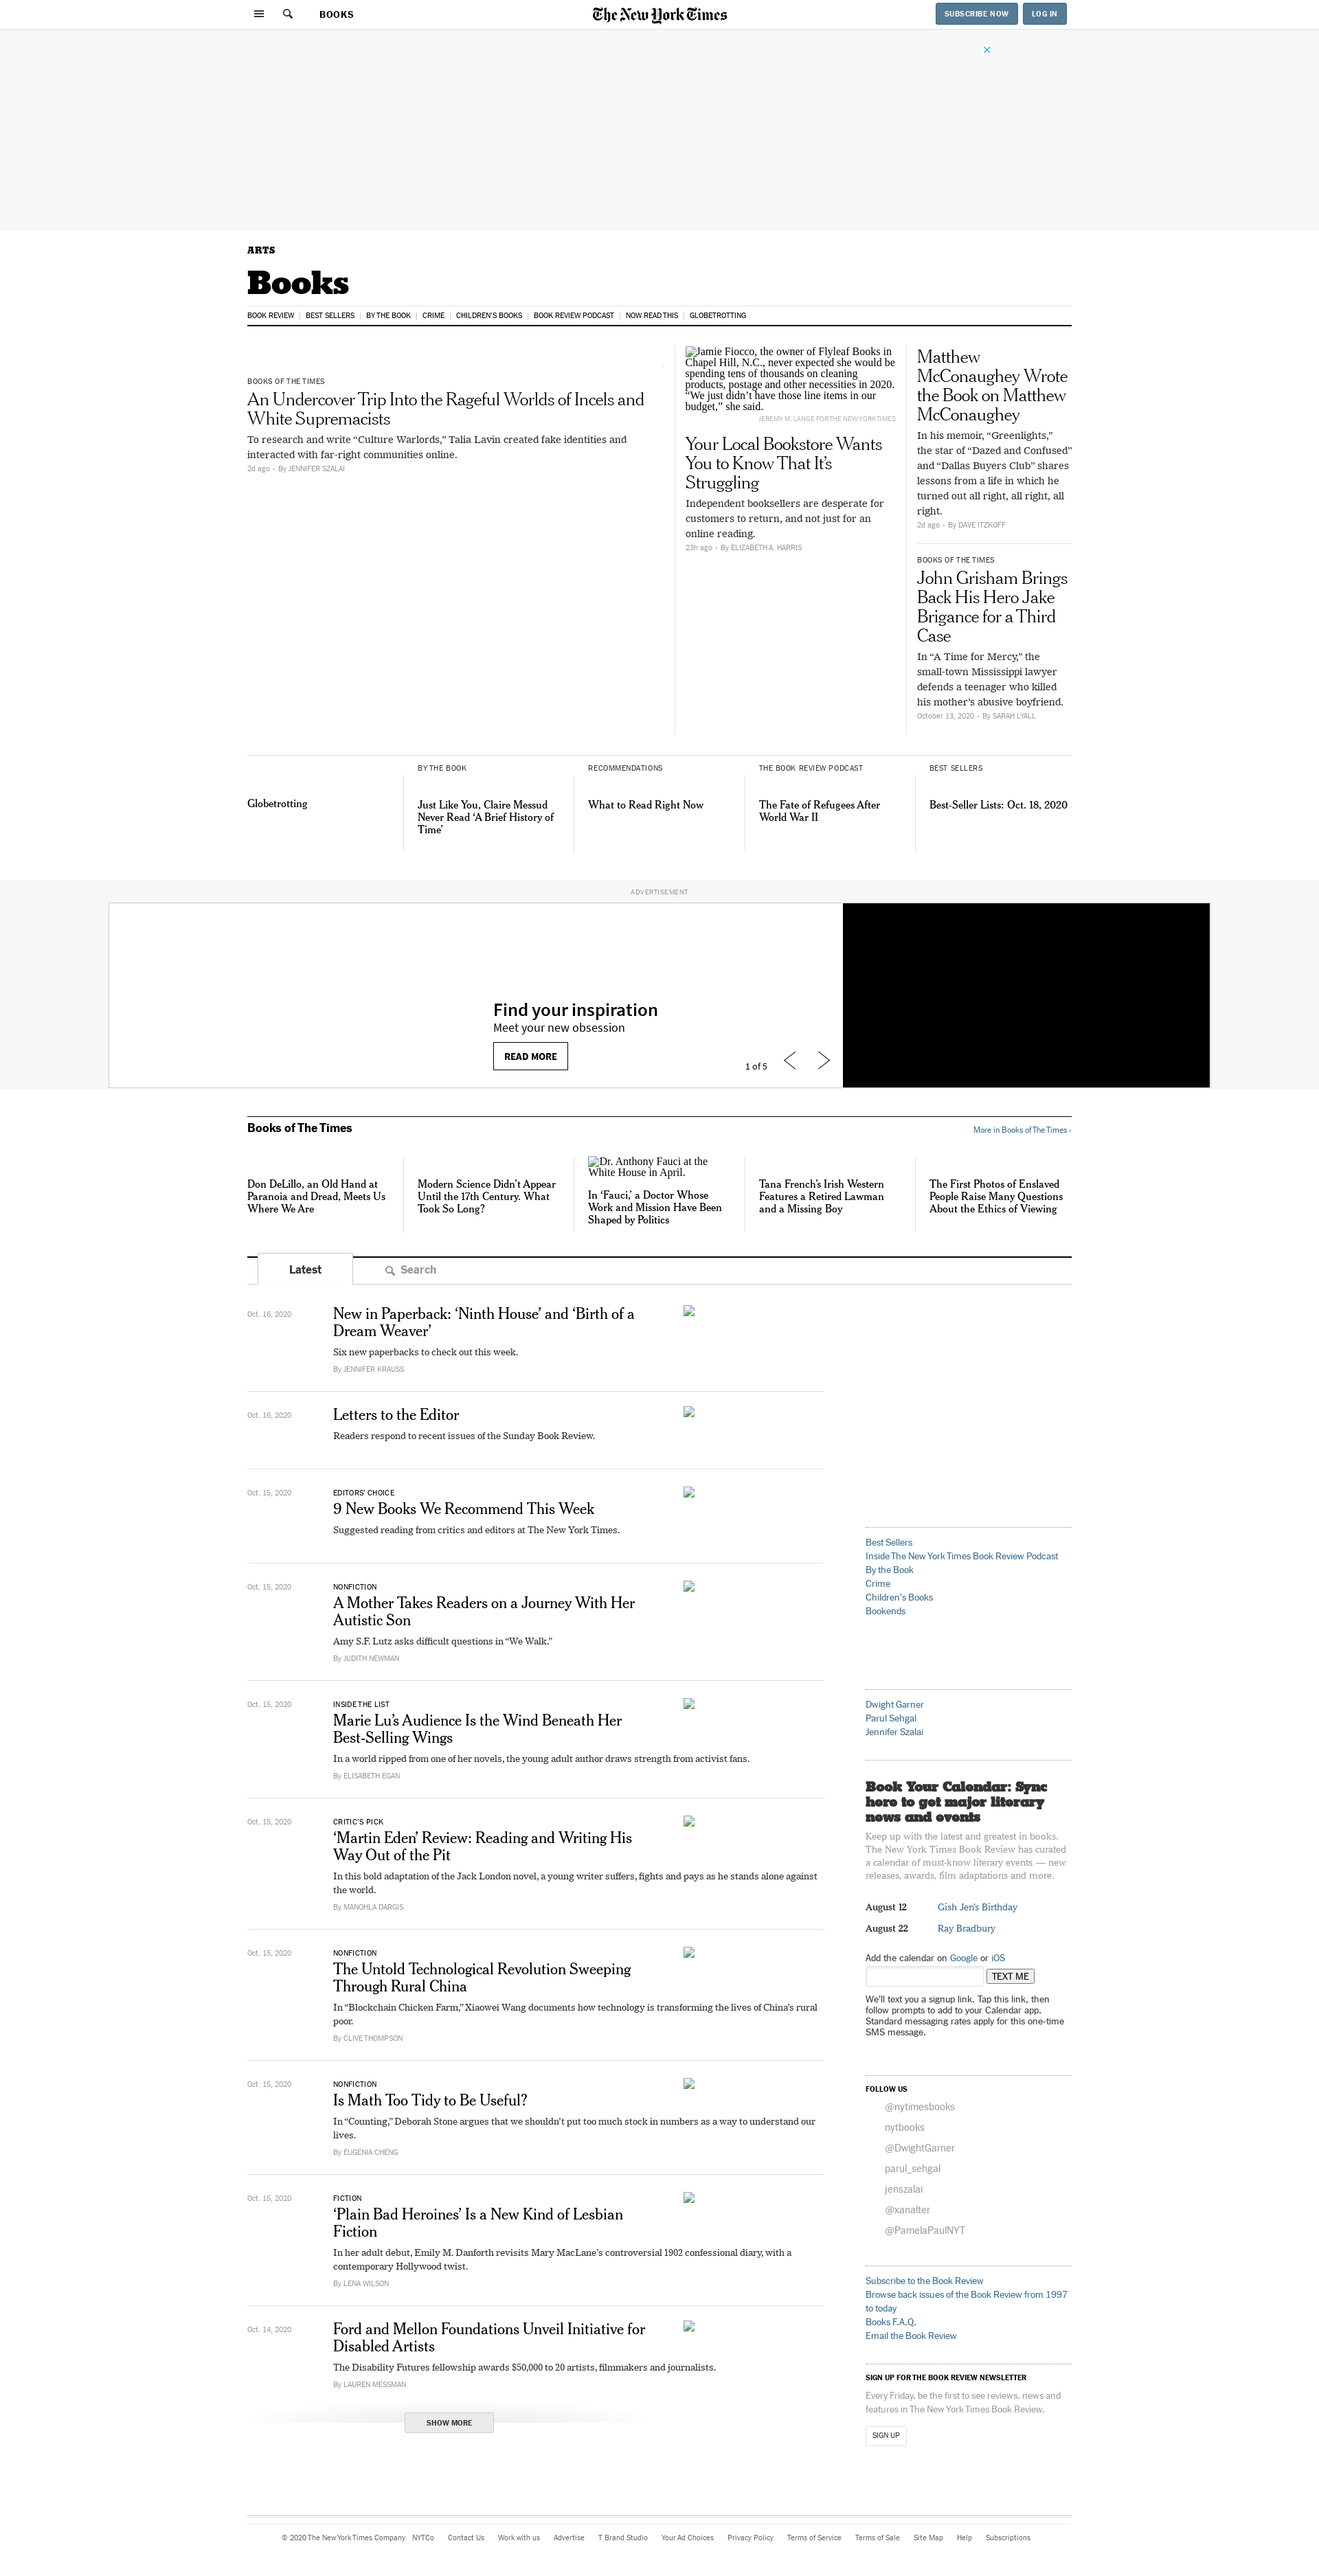 BOOKS
The New York Times
SUBSCRIBE NOW
LOG IN
ARTS
Books
BOOK REVIEW
BEST SELLERS
BY THE BOOK
CRIME
CHILDREN'S BOOKS
BOOK REVIEW PODCAST
NOW READ THIS
GLOBETROTTING
BOOKS OF THE TIMES
An Undercover Trip Into the Rageful Worlds of Incels and
White Supremacists
To research and write “Culture Warlords,” Talia Lavin created fake identities and
interacted with far-right communities online.
2d ago · By JENNIFER SZALAI
Jamie Fiocco, the owner of Flyleaf Books in
Chapel Hill, N.C., never expected she would be
spending tens of thousands on cleaning
products, postage and other necessities in 2020.
“We just didn’t have those line items in our
budget,” she said.
JEREMY M. LANGE FOR THE NEW YORK TIMES
Your Local Bookstore Wants
You to Know That It’s
Struggling
Independent booksellers are desperate for
customers to return, and not just for an
online reading.
23h ago · By ELIZABETH A. HARRIS
Matthew
McConaughey Wrote
the Book on Matthew
McConaughey
In his memoir, “Greenlights,”
the star of “Dazed and Confused”
and “Dallas Buyers Club” shares
lessons from a life in which he
turned out all right, all right, all
right.
2d ago · By DAVE ITZKOFF
BOOKS OF THE TIMES
John Grisham Brings
Back His Hero Jake
Brigance for a Third
Case
In “A Time for Mercy,” the
small-town Mississippi lawyer
defends a teenager who killed
his mother’s abusive boyfriend.
October 13, 2020 · By SARAH LYALL
Globetrotting
BY THE BOOK
Just Like You, Claire Messud
Never Read ‘A Brief History of
Time’
RECOMMENDATIONS
What to Read Right Now
THE BOOK REVIEW PODCAST
The Fate of Refugees After
World War II
BEST SELLERS
Best-Seller Lists: Oct. 18, 2020
ADVERTISEMENT
Find your inspiration
Meet your new obsession
READ MORE
1 of 5
Books of The Times
More in Books of The Times ›
Don DeLillo, an Old Hand at
Paranoia and Dread, Meets Us
Where We Are
Modern Science Didn’t Appear
Until the 17th Century. What
Took So Long?
Dr. Anthony Fauci at the
White House in April.
In ‘Fauci,’ a Doctor Whose
Work and Mission Have Been
Shaped by Politics
Tana French’s Irish Western
Features a Retired Lawman
and a Missing Boy
The First Photos of Enslaved
People Raise Many Questions
About the Ethics of Viewing
Latest
Search
Oct. 16, 2020
New in Paperback: ‘Ninth House’ and ‘Birth of a
Dream Weaver’
Six new paperbacks to check out this week.
By JENNIFER KRAUSS
Oct. 16, 2020
Letters to the Editor
Readers respond to recent issues of the Sunday Book Review.
Oct. 15, 2020
EDITORS’ CHOICE
9 New Books We Recommend This Week
Suggested reading from critics and editors at The New York Times.
Oct. 15, 2020
NONFICTION
A Mother Takes Readers on a Journey With Her
Autistic Son
Amy S.F. Lutz asks difficult questions in “We Walk.”
By JUDITH NEWMAN
Oct. 15, 2020
INSIDE THE LIST
Marie Lu’s Audience Is the Wind Beneath Her
Best-Selling Wings
In a world ripped from one of her novels, the young adult author draws strength from activist fans.
By ELISABETH EGAN
Oct. 15, 2020
CRITIC’S PICK
‘Martin Eden’ Review: Reading and Writing His
Way Out of the Pit
In this bold adaptation of the Jack London novel, a young writer suffers, fights and pays as he stands alone against
the world.
By MANOHLA DARGIS
Oct. 15, 2020
NONFICTION
The Untold Technological Revolution Sweeping
Through Rural China
In “Blockchain Chicken Farm,” Xiaowei Wang documents how technology is transforming the lives of China’s rural
poor.
By CLIVE THOMPSON
Oct. 15, 2020
NONFICTION
Is Math Too Tidy to Be Useful?
In “Counting,” Deborah Stone argues that we shouldn’t put too much stock in numbers as a way to understand our
lives.
By EUGENIA CHENG
Oct. 15, 2020
FICTION
‘Plain Bad Heroines’ Is a New Kind of Lesbian
Fiction
In her adult debut, Emily M. Danforth revisits Mary MacLane’s controversial 1902 confessional diary, with a
contemporary Hollywood twist.
By LENA WILSON
Oct. 14, 2020
Ford and Mellon Foundations Unveil Initiative for
Disabled Artists
The Disability Futures fellowship awards $50,000 to 20 artists, filmmakers and journalists.
By LAUREN MESSMAN
SHOW MORE
Best Sellers
Inside The New York Times Book Review Podcast
By the Book
Crime
Children's Books
Bookends
Dwight Garner
Parul Sehgal
Jennifer Szalai
Book Your Calendar: Sync
here to get major literary
news and events
Keep up with the latest and greatest in books.
The New York Times Book Review has curated
a calendar of must-know literary events — new
releases, awards, film adaptations and more.
August 12 Gish Jen’s Birthday
August 22 Ray Bradbury
Add the calendar on Google or iOS
TEXT ME
We'll text you a signup link. Tap this link, then
follow prompts to add to your Calendar app.
Standard messaging rates apply for this one-time
SMS message.
FOLLOW US
@nytimesbooks
nytbooks
@DwightGarner
parul_sehgal
jenszalai
@xanalter
@PamelaPaulNYT
Subscribe to the Book Review
Browse back issues of the Book Review from 1997
to today
Books F.A.Q.
Email the Book Review
SIGN UP FOR THE BOOK REVIEW NEWSLETTER
Every Friday, be the first to see reviews, news and
features in The New York Times Book Review.
SIGN UP
© 2020 The New York Times Company NYTCo Contact Us Work with us Advertise T Brand Studio Your Ad Choices Privacy Policy Terms of Service Terms of Sale Site Map Help Subscriptions